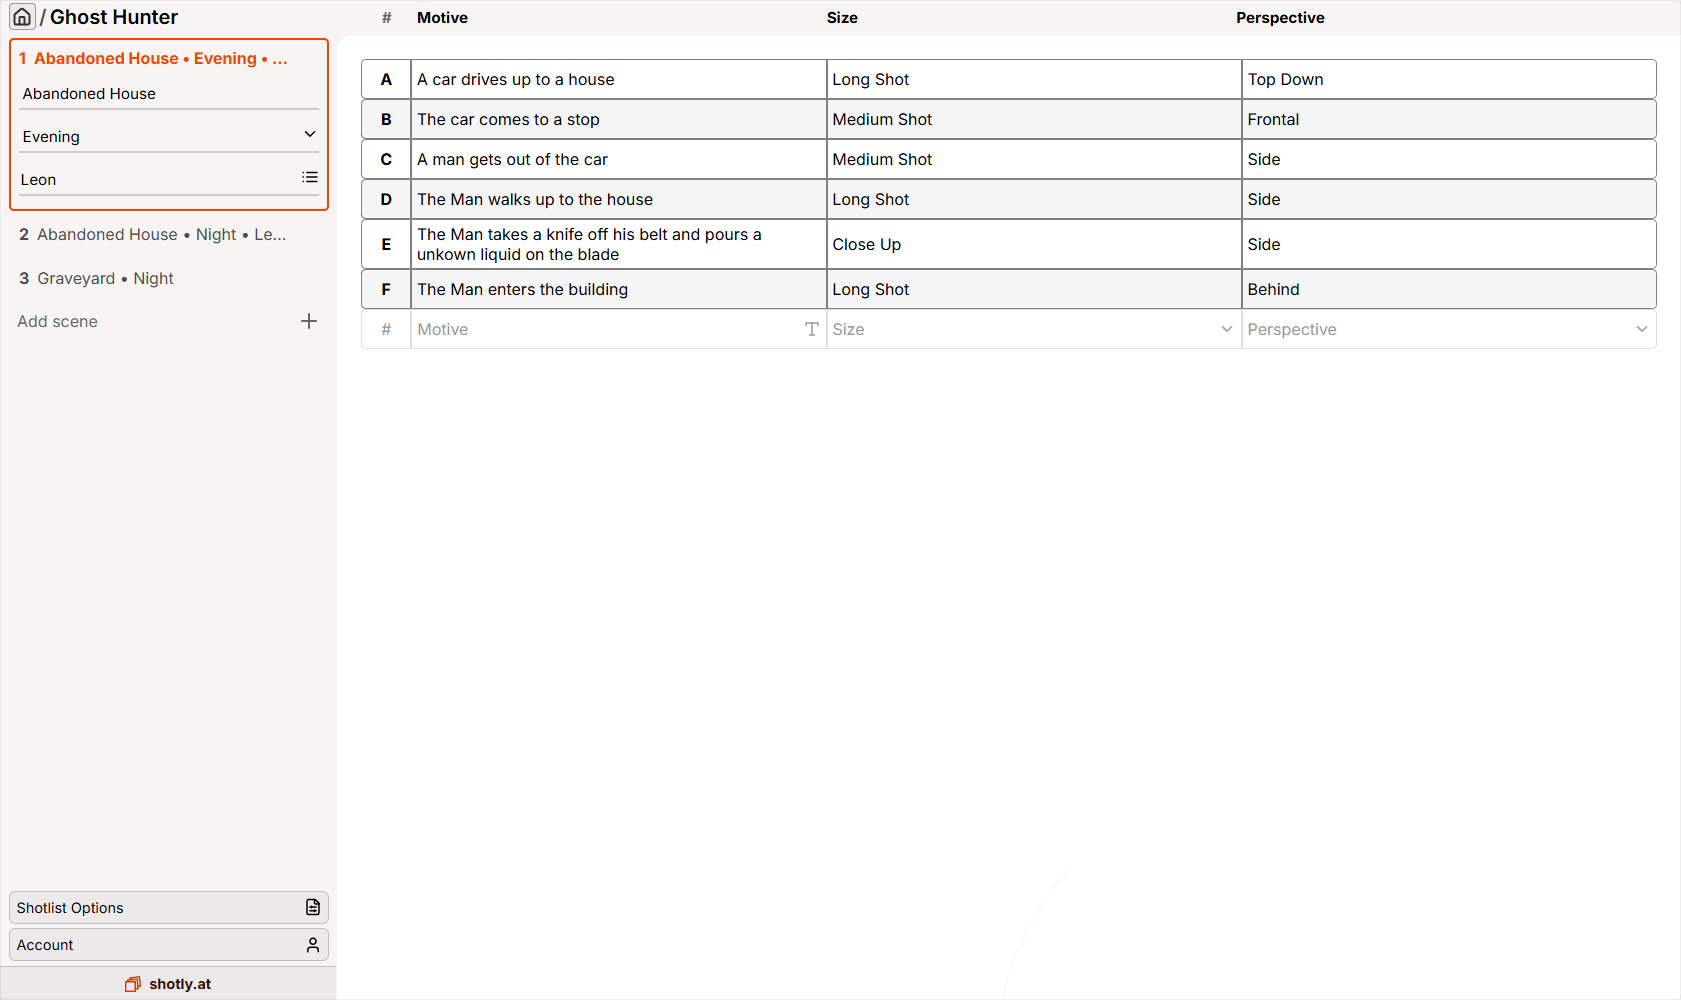 / Ghost Hunter
# Motive Size Perspective
1 Abandoned House • Evening • ...
Abandoned House
Evening
Leon
2 Abandoned House • Night • Le...
3 Graveyard • Night
Add scene
A A car drives up to a house Long Shot Top Down
B The car comes to a stop Medium Shot Frontal
C A man gets out of the car Medium Shot Side
D The Man walks up to the house Long Shot Side
E The Man takes a knife off his belt and pours a
unkown liquid on the blade Close Up Side
F The Man enters the building Long Shot Behind
# Motive Size Perspective
Shotlist Options
Account
shotly.at